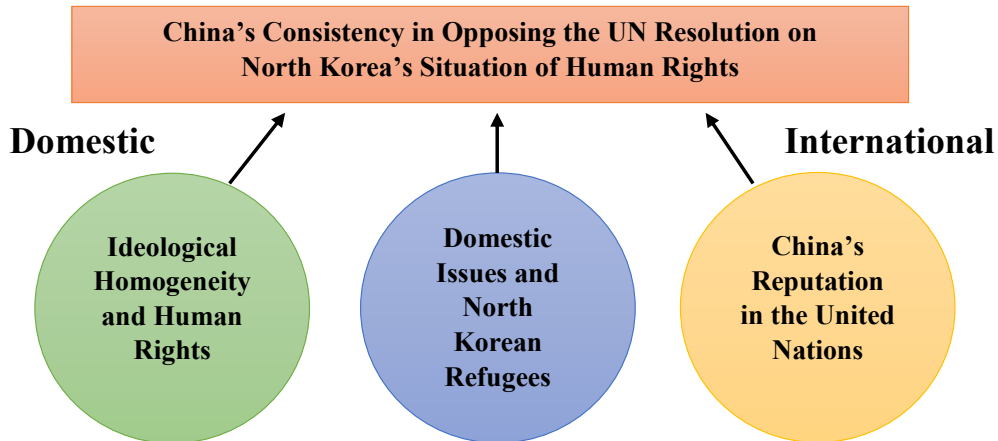 China’s Consistency in Opposing the UN Resolution on
North Korea’s Situation of Human Rights
Domestic
International
Ideological
Homogeneity
and Human
Rights
Domestic
Issues and
North
Korean
Refugees
China’s
Reputation
in the United
Nations